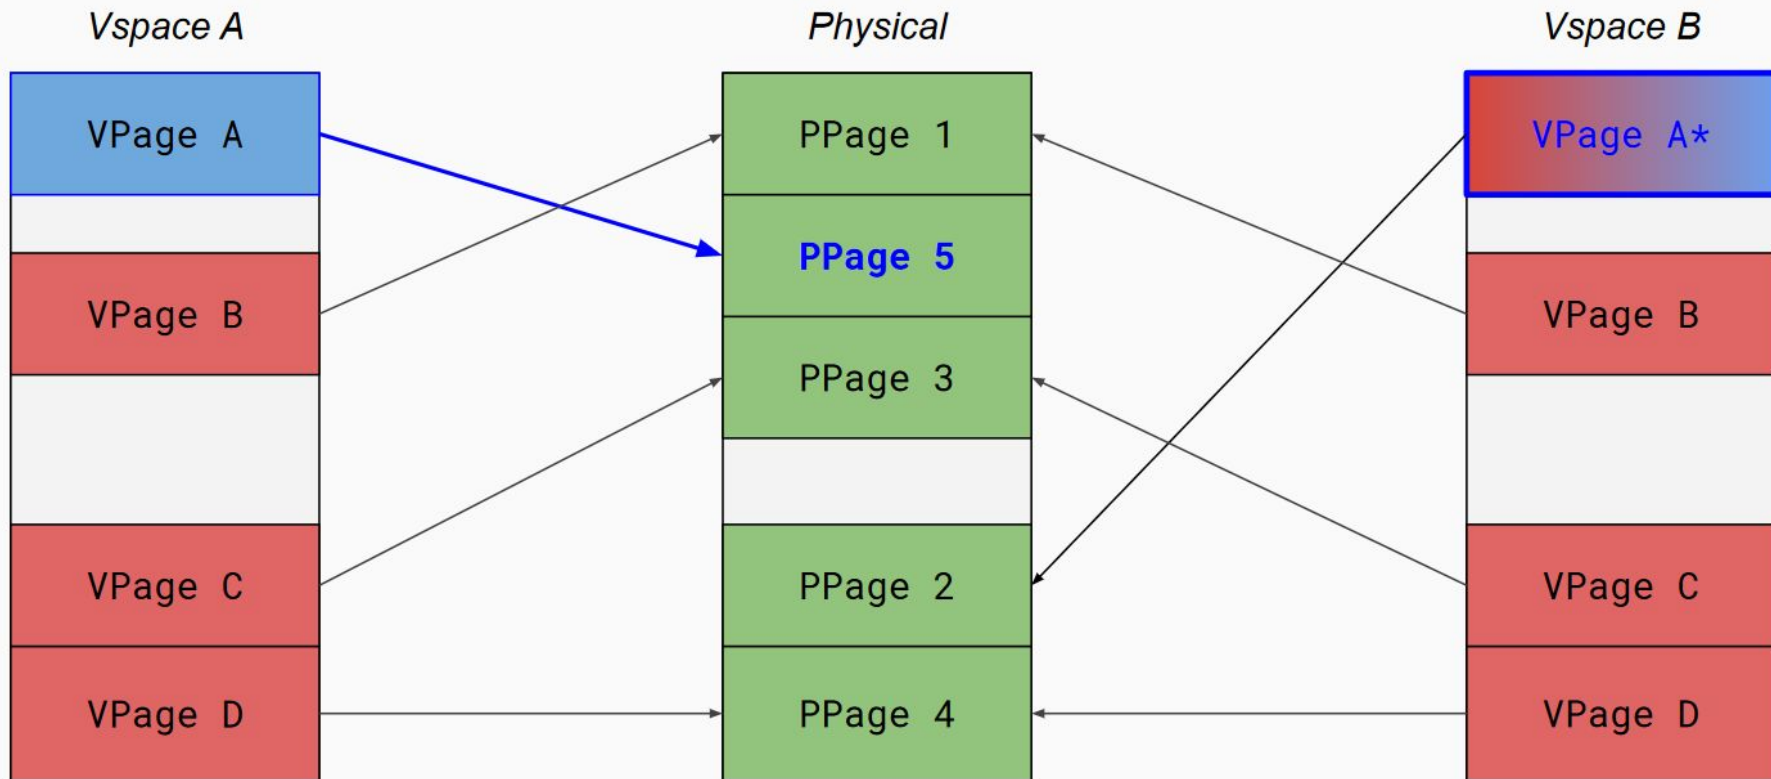 Vspace A
Physical
Vspace B
VPage A
PPage 1
VPage A*
PPage 5
VPage B
VPage B
PPage 3
VPage C
PPage 2
VPage C
VPage D
PPage 4
VPage D